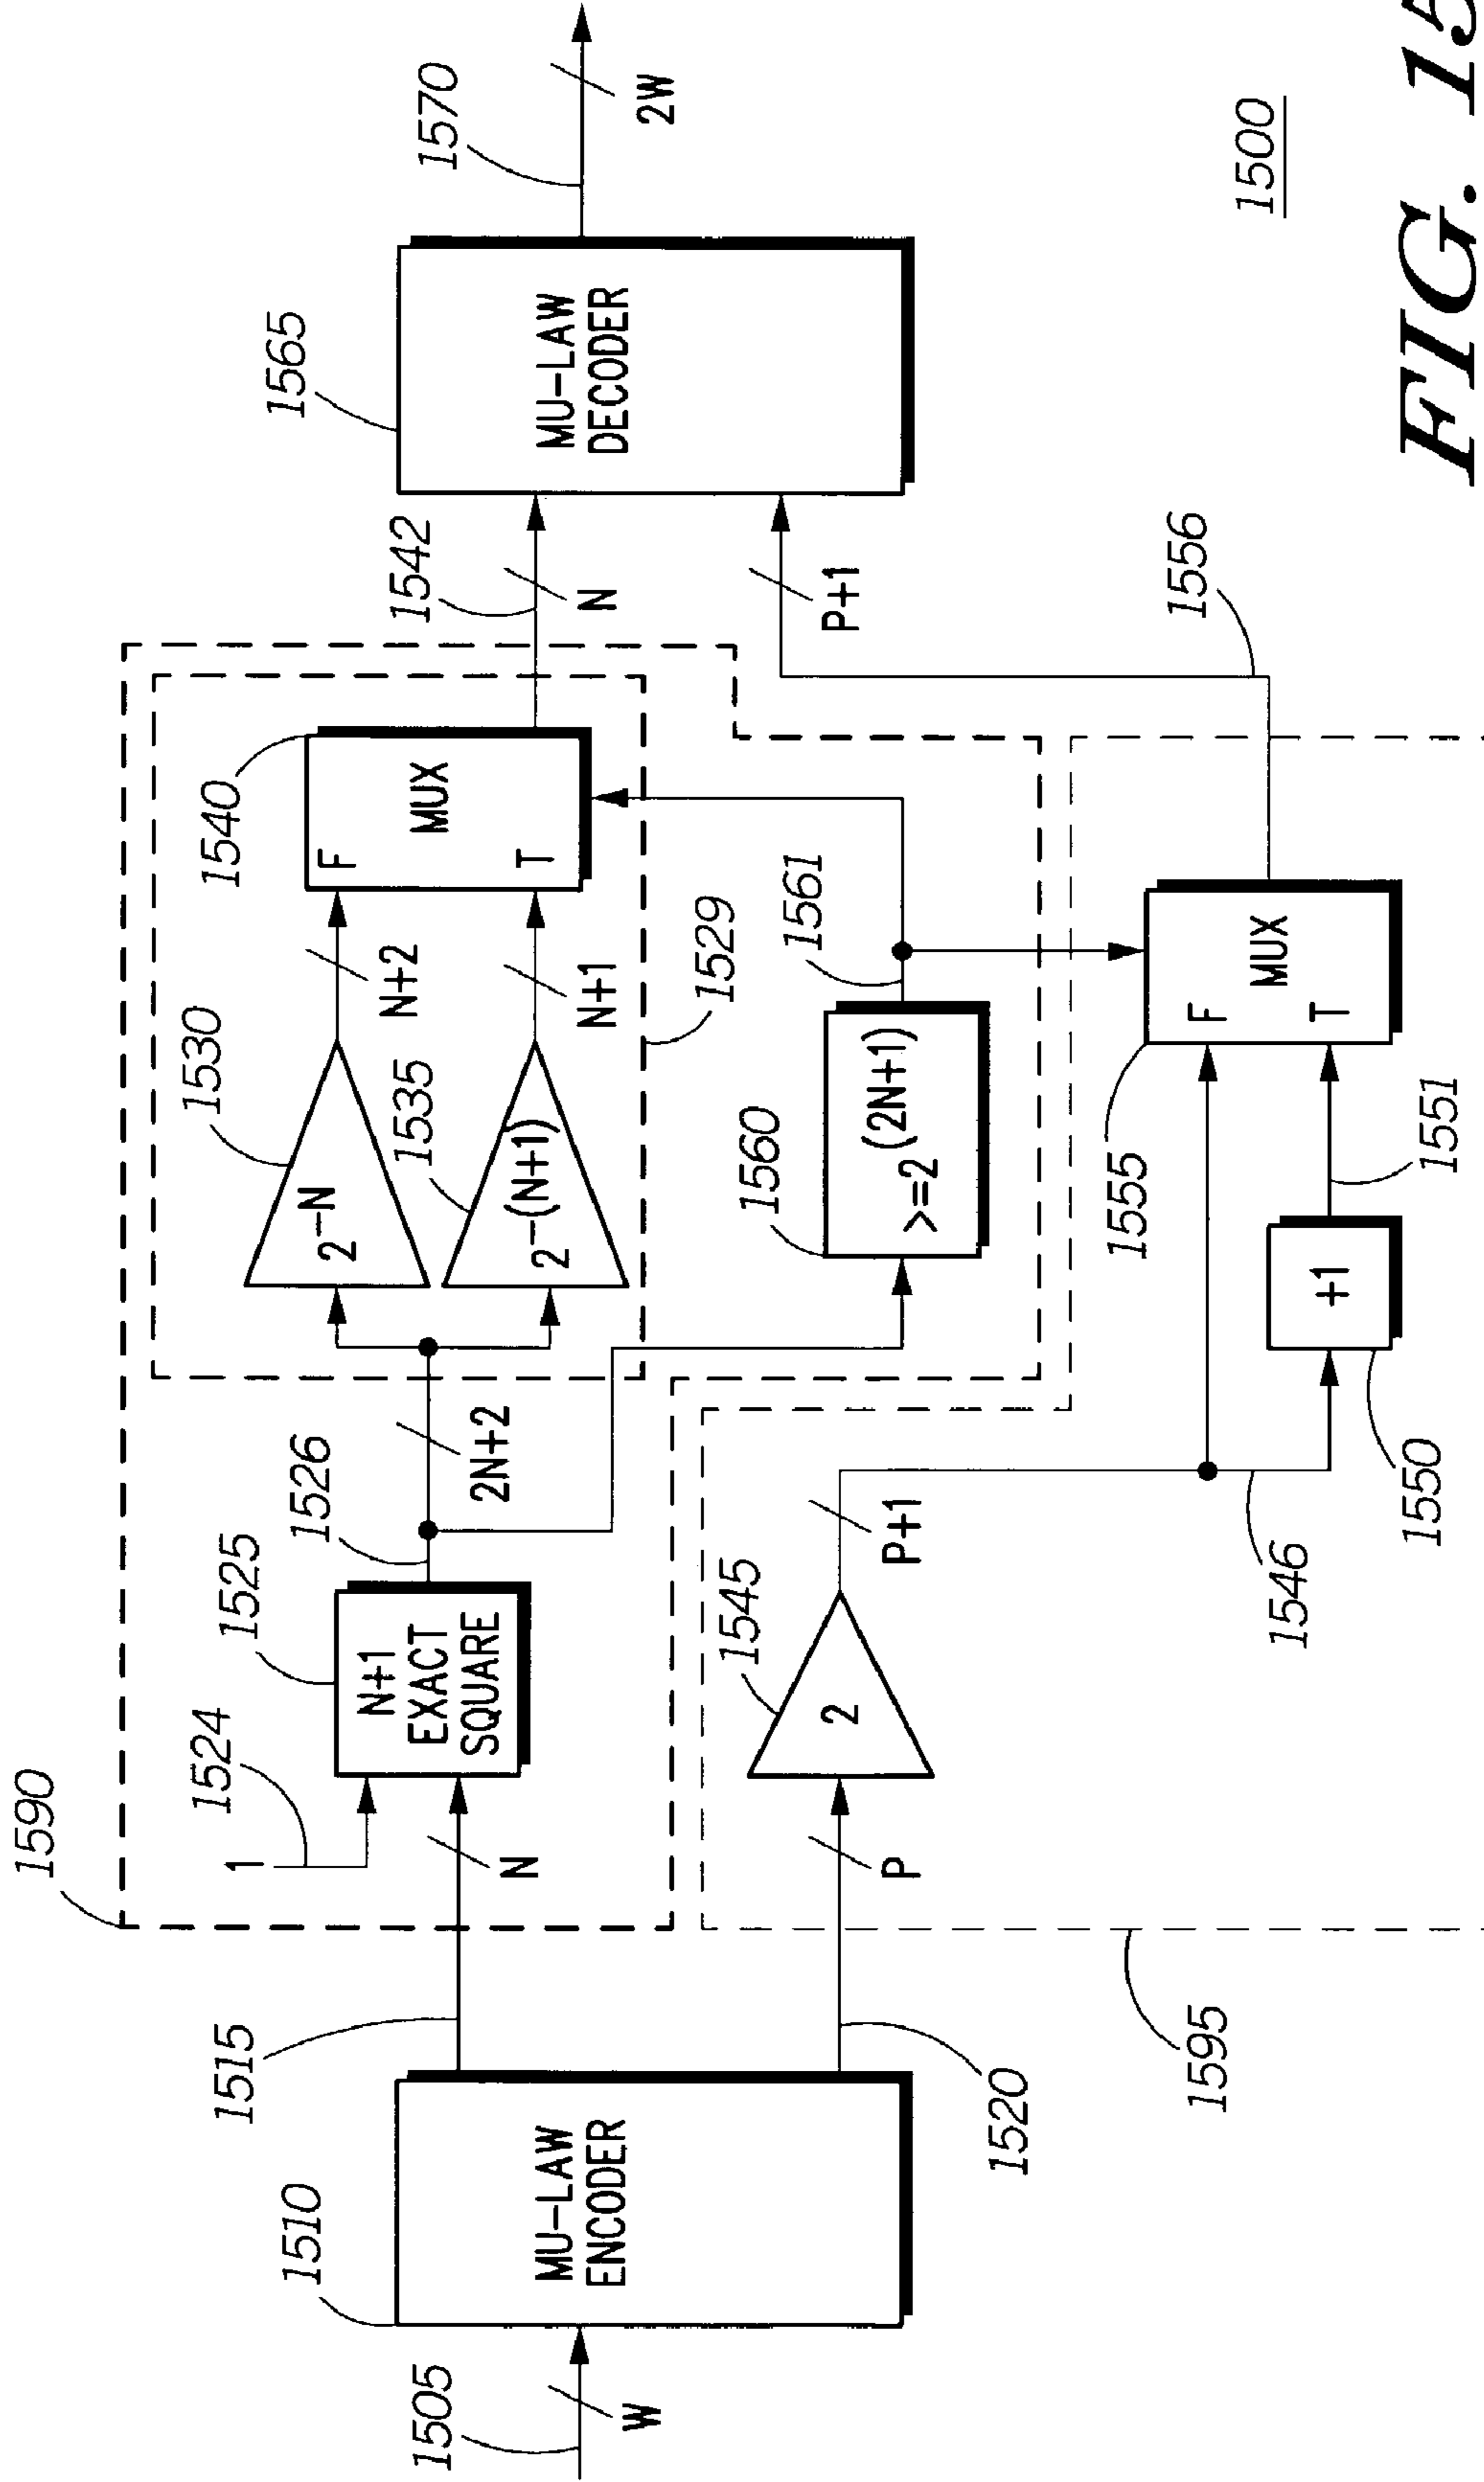 1590
1510
1505
W
MU-LAW
ENCODER
1515
1520
1595
1524
1
N
P
1525
N+1
EXACT
SQUARE
1526
2N+2
1545
2
P+1
1546
1550
+1
1551
1530
2^-N
1535
2^-(N+1)
N+2
N+1
1529
1540
F
MUX
T
1560
>=2^(2N+1)
1561
1555
F
MUX
T
1556
1542
N
P+1
1565
MU-LAW
DECODER
1570
2W
1500
FIG. 15